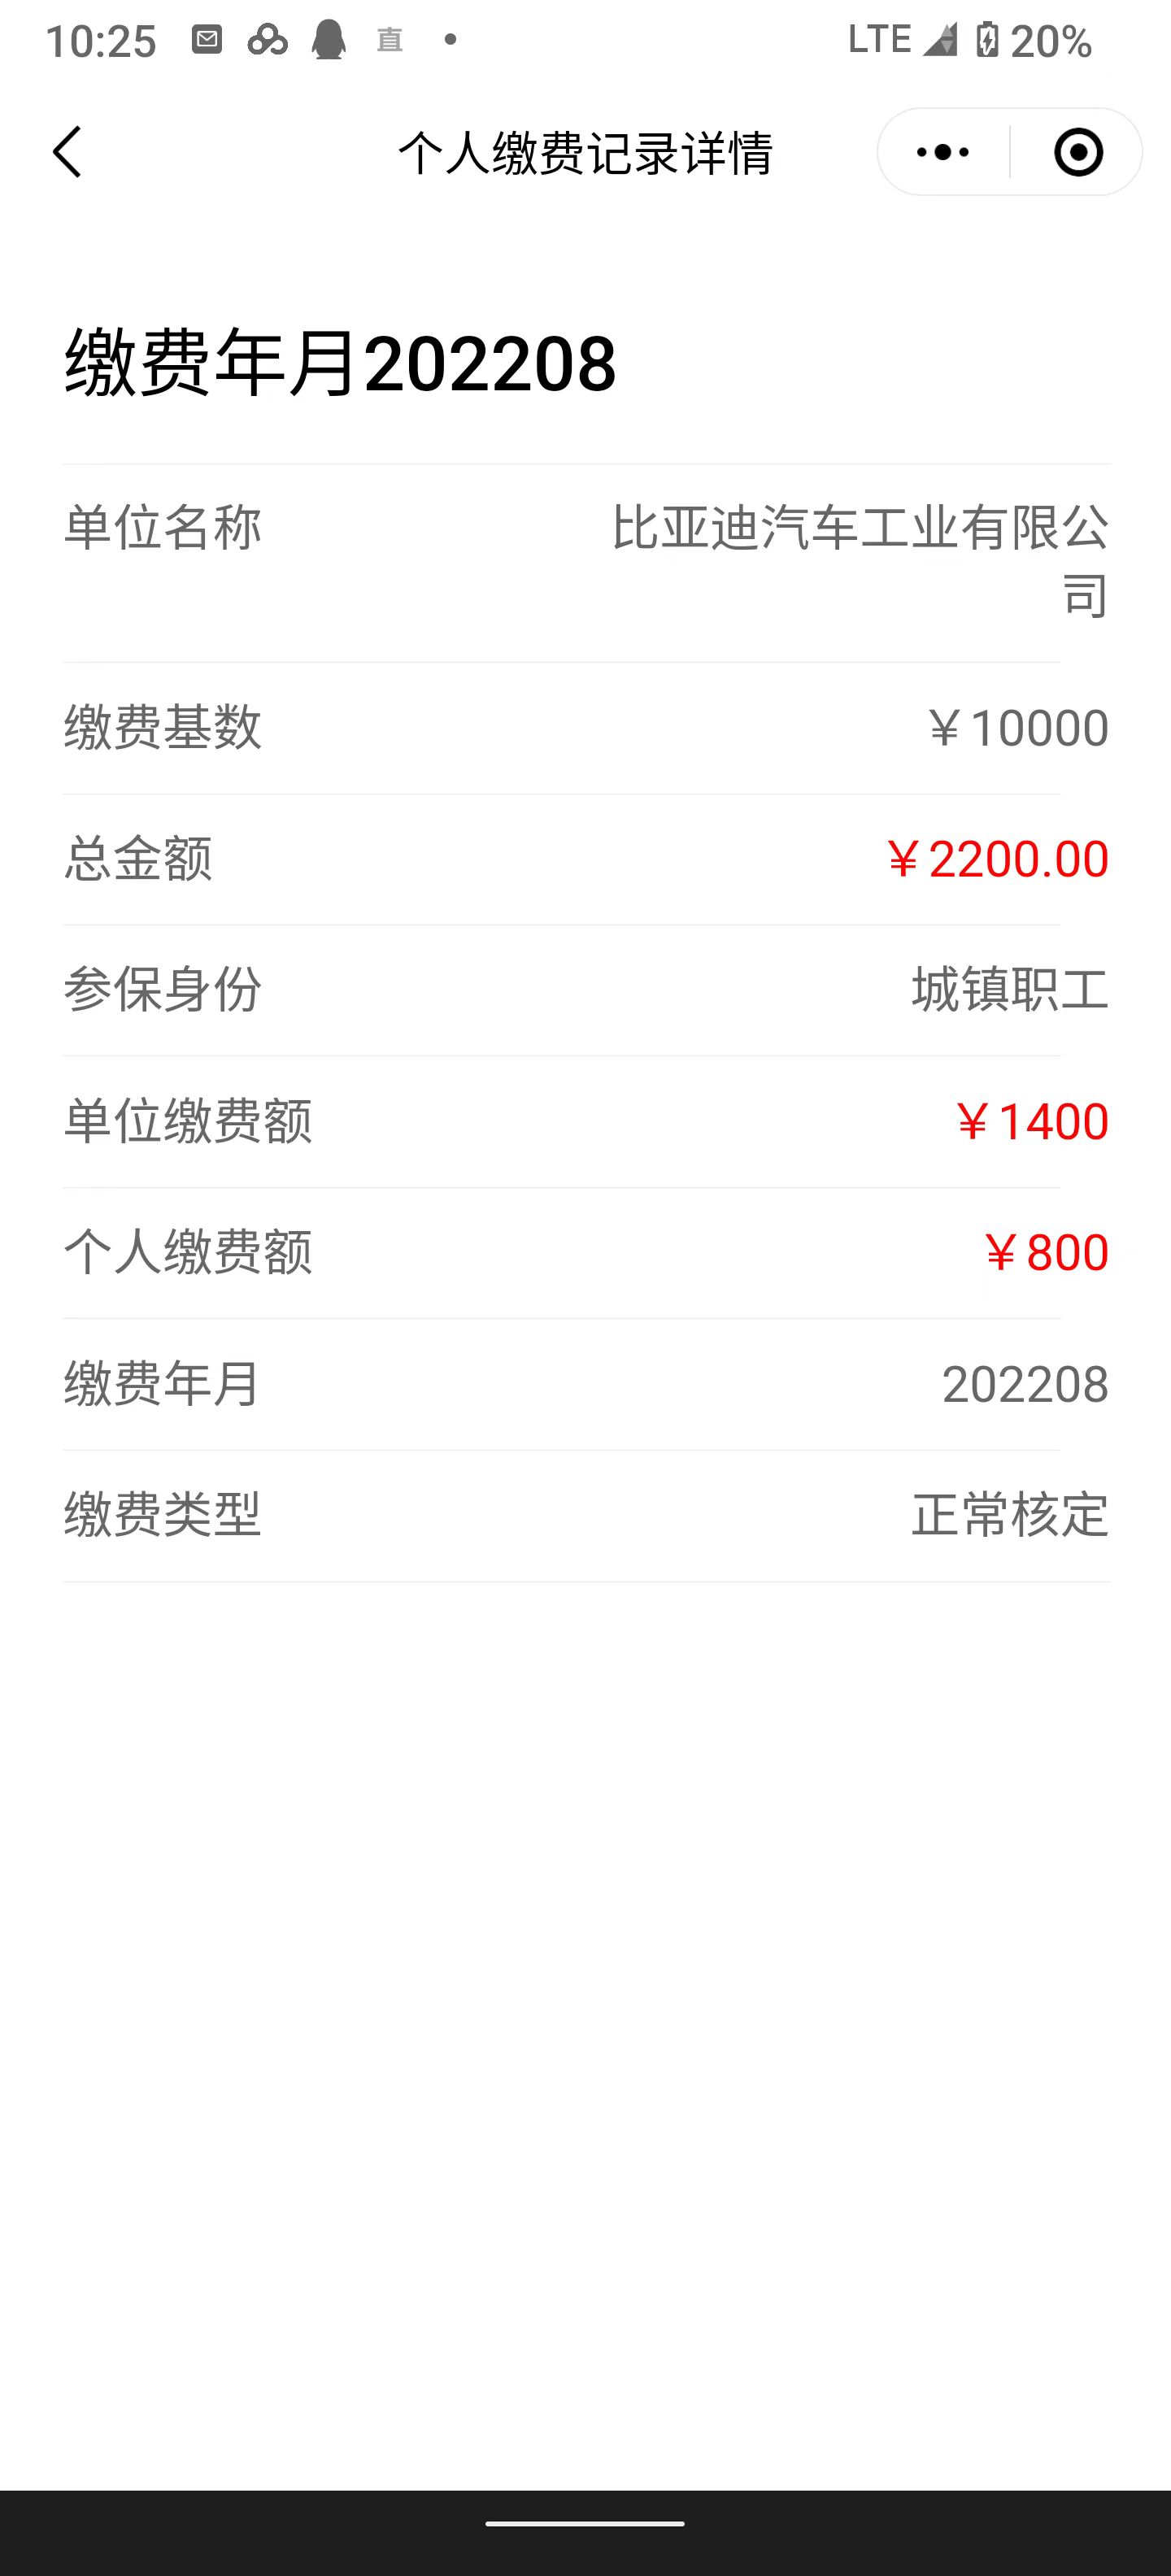 10:25 直 LTE 20%
个人缴费记录详情
缴费年月202208
单位名称 比亚迪汽车工业有限公
司
缴费基数 ￥10000
总金额 ￥2200.00
参保身份 城镇职工
单位缴费额 ￥1400
个人缴费额 ￥800
缴费年月 202208
缴费类型 正常核定